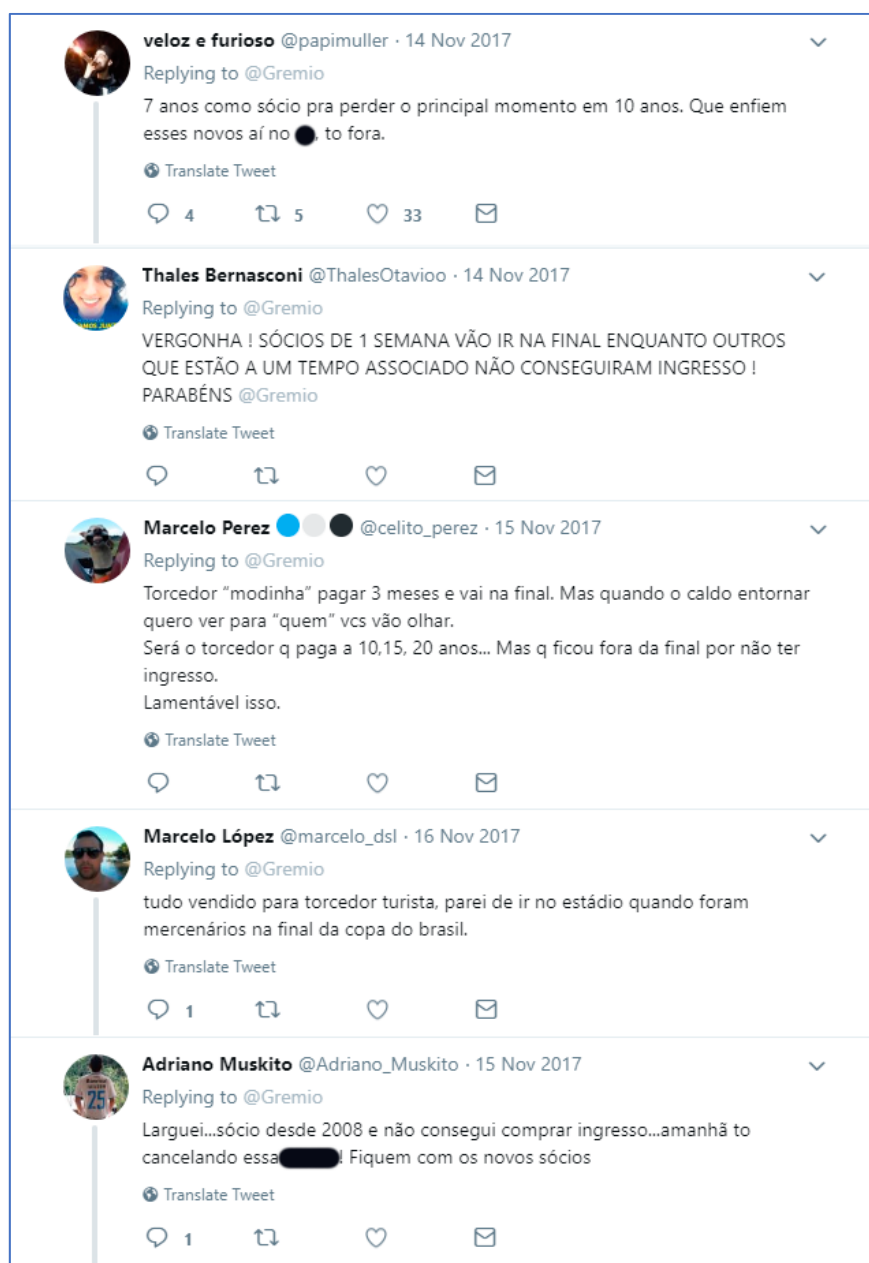 veloz e furioso @papimuller · 14 Nov 2017
Replying to @Gremio
7 anos como sócio pra perder o principal momento em 10 anos. Que enfiem
esses novos aí no , to fora.
Translate Tweet
4 5 33
Thales Bernasconi @ThalesOtavioo · 14 Nov 2017
Replying to @Gremio
VERGONHA ! SÓCIOS DE 1 SEMANA VÃO IR NA FINAL ENQUANTO OUTROS
QUE ESTÃO A UM TEMPO ASSOCIADO NÃO CONSEGUIRAM INGRESSO !
PARABÉNS @Gremio
Translate Tweet
Marcelo Perez @celito_perez · 15 Nov 2017
Replying to @Gremio
Torcedor “modinha” pagar 3 meses e vai na final. Mas quando o caldo entornar
quero ver para “quem” vcs vão olhar.
Será o torcedor q paga a 10,15, 20 anos... Mas q ficou fora da final por não ter
ingresso.
Lamentável isso.
Translate Tweet
Marcelo López @marcelo_dsl · 16 Nov 2017
Replying to @Gremio
tudo vendido para torcedor turista, parei de ir no estádio quando foram
mercenários na final da copa do brasil.
Translate Tweet
1
Adriano Muskito @Adriano_Muskito · 15 Nov 2017
Replying to @Gremio
25
Larguei...sócio desde 2008 e não consegui comprar ingresso...amanhã to
cancelando essa ! Fiquem com os novos sócios
Translate Tweet
1